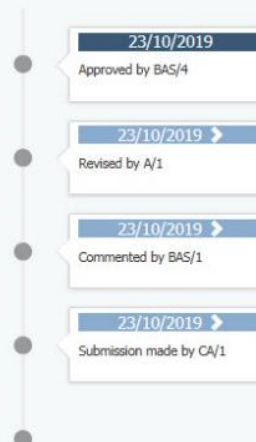 23/10/2019
Approved by BAS/4
23/10/2019
Revised by A/1
23/10/2019
Commented by BAS/1
23/10/2019
Submission made by CA/1